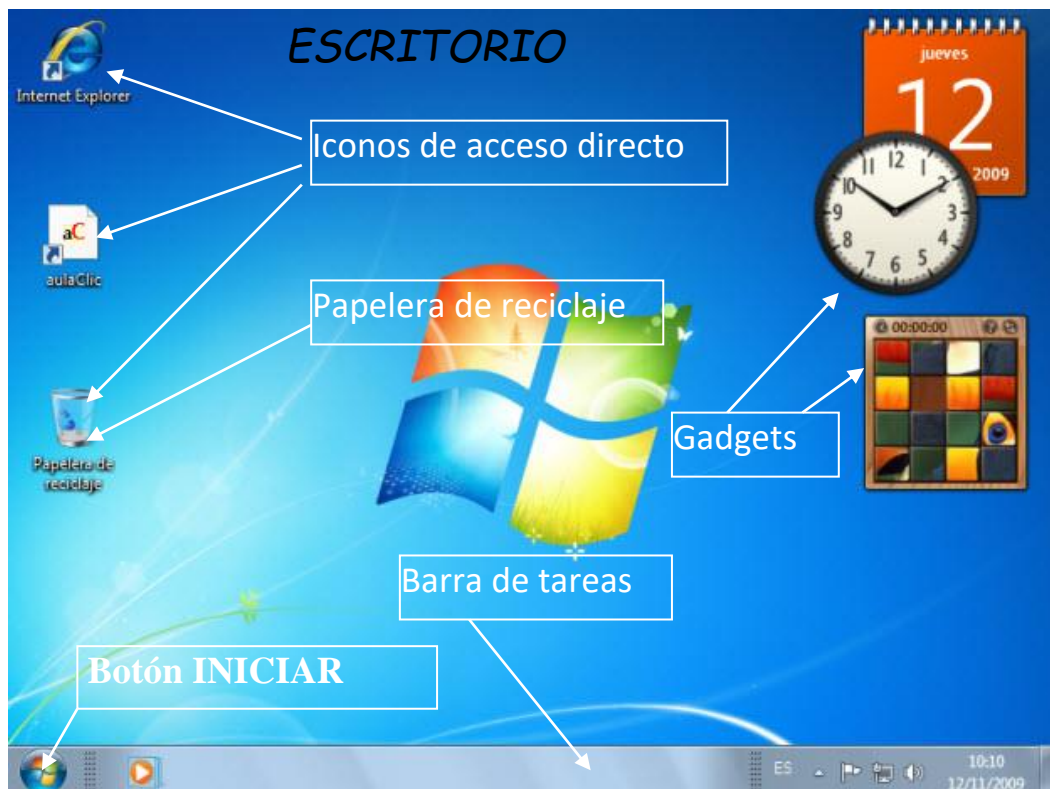 ESCRITORIO
Internet Explorer
jueves
12
2009
Iconos de acceso directo
12
1
2
3
4
5
6
7
8
9
10
11
aC
aulaClic
Papelera de reciclaje
00:00:00
Gadgets
Papelera de
reciclaje
Barra de tareas
Botón INICIAR
ES
10:10
12/11/2009